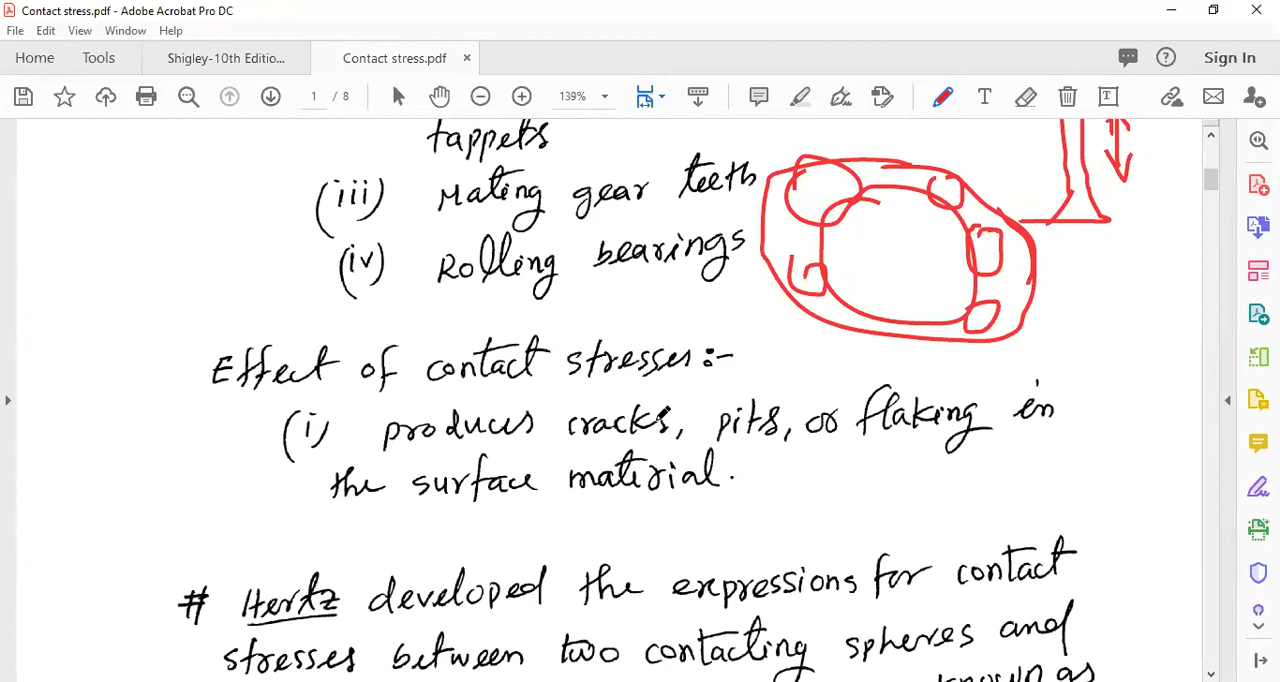 Contact stress.pdf - Adobe Acrobat Pro DC
File Edit View Window Help
Home Tools Shigley-10th Editio... Contact stress.pdf × Sign In
1 / 8 139%
tappets
(iii) Mating gear teeth
(iv) Rolling bearings
Effect of contact stresses :-
(i) produces cracks, pits, or flaking in
the surface material.
# Hertz developed the expressions for contact
stresses between two contacting spheres and
known as